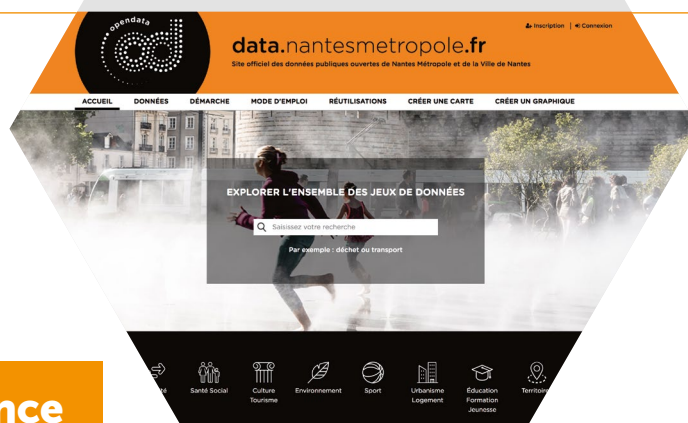 opendata
Inscription | Connexion
data.nantesmetropole.fr
Site officiel des données publiques ouvertes de Nantes Métropole et de la Ville de Nantes
ACCUEIL DONNÉES DÉMARCHE MODE D'EMPLOI RÉUTILISATIONS CRÉER UNE CARTE CRÉER UN GRAPHIQUE
EXPLORER L'ENSEMBLE DES JEUX DE DONNÉES
Saisissez votre recherche
Par exemple : déchet ou transport
Santé Social Culture Environnement Sport Urbanisme Éducation
Tourisme Logement Formation
Jeunesse